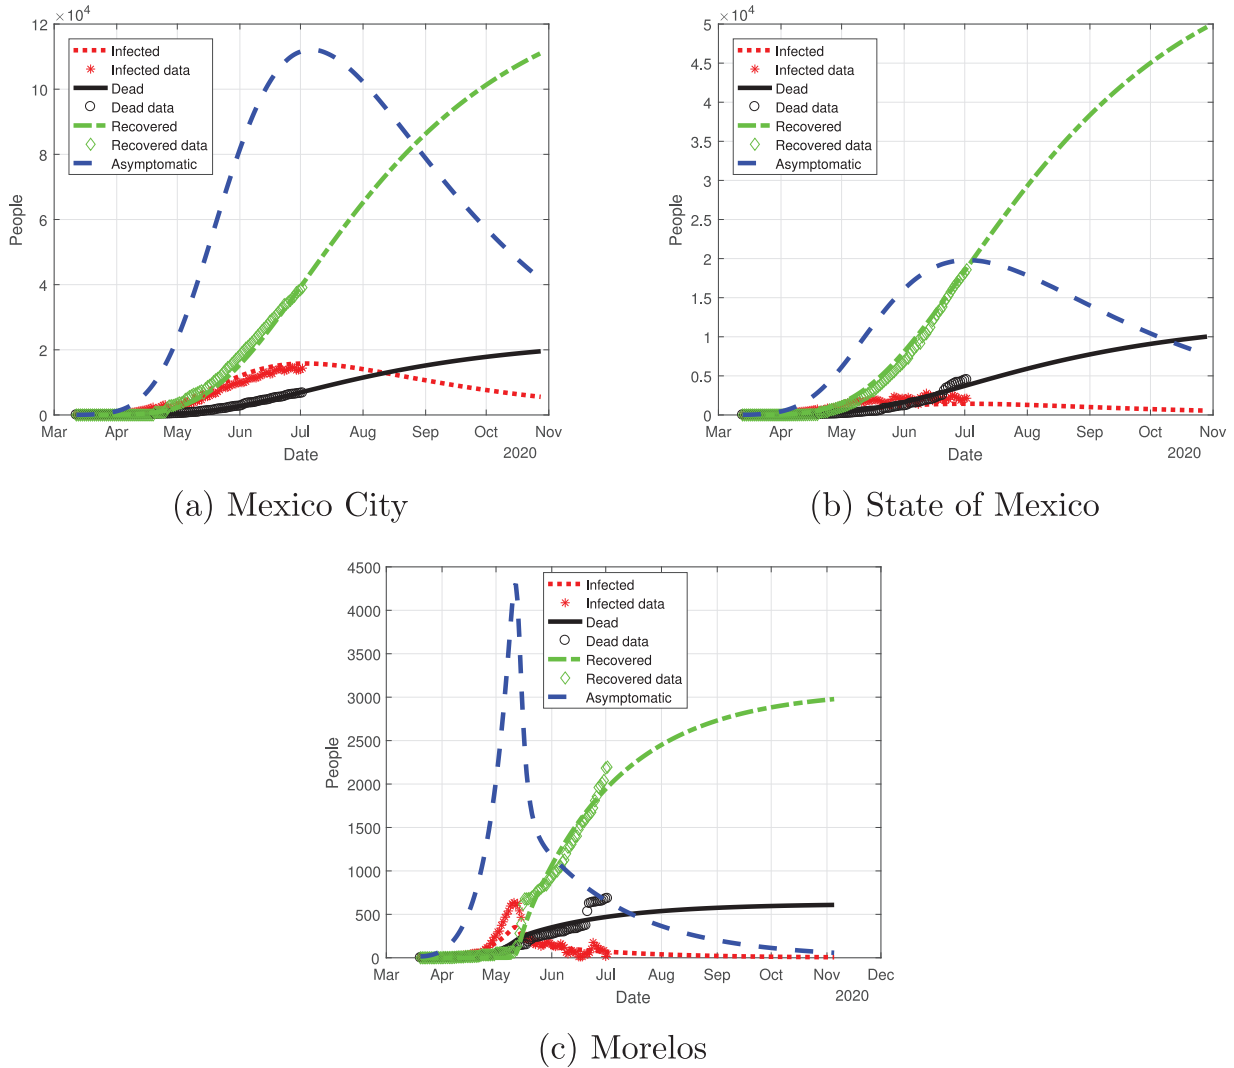 ×10⁴
12
10
8
6
4
2
0
People
Infected
Infected data
Dead
Dead data
Recovered
Recovered data
Asymptomatic
Mar Apr May Jun Jul Aug Sep Oct Nov
Date 2020
(a) Mexico City
×10⁴
5
4.5
4
3.5
3
2.5
2
1.5
1
0.5
0
People
Infected
Infected data
Dead
Dead data
Recovered
Recovered data
Asymptomatic
Mar Apr May Jun Jul Aug Sep Oct Nov
Date 2020
(b) State of Mexico
4500
4000
3500
3000
2500
2000
1500
1000
500
0
People
Infected
Infected data
Dead
Dead data
Recovered
Recovered data
Asymptomatic
Mar Apr May Jun Jul Aug Sep Oct Nov Dec
Date 2020
(c) Morelos